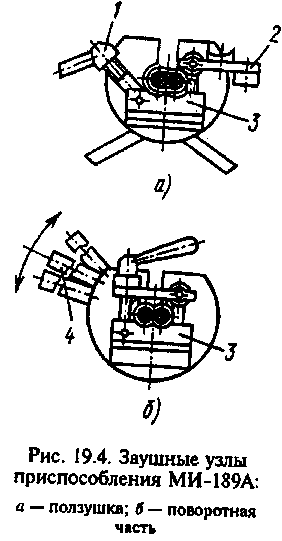 1
2
3
а)
4
3
б)
Рис. 19.4. Заушные узлы
приспособления МИ-189А:
а — ползушка; б — поворотная
часть